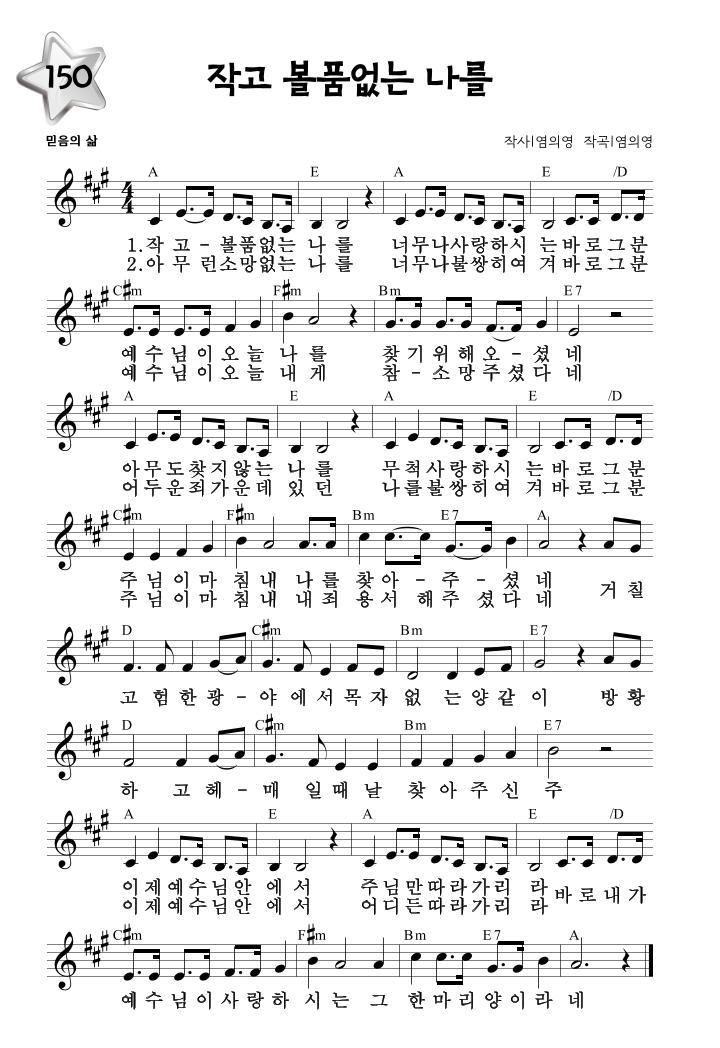 150
작고 볼품없는 나를
믿음의 삶
작사|염의영 작곡|염의영
A E A E /D
1.작 고 - 볼품없는 나 를 너무나사랑하시 는바로그분
2.아 무 런소망없는 나 를 너무나불쌍히여 겨바로그분
C#m F#m Bm E7
예수님이오늘 나 를 찾기위해오 - 셨 네
예수님이오늘 내 게 참 - 소망주셨다 네
A E A E /D
아무도찾지않는 나 를 무척사랑하시 는바로그분
어두운죄가운데 있 던 나를불쌍히여 겨바로그분
C#m F#m Bm E7 A
주님이마 침내 나를 찾아 - 주 - 셨네
주님이마 침내 내죄 용서 해주 셨다네
거 칠
D C#m Bm E7
고 험한광 - 야에서목자없 는양같이 방황
D C#m Bm E7
하 고헤 - 매 일때날 찾아주신 주
A E A E /D
이제예수님안 에서 주님만따라가리 라
이제예수님안 에서 어디든따라가리 라
바로내가
C#m F#m Bm E7 A
예수님이사랑하 시는 그 한마리양이라 네